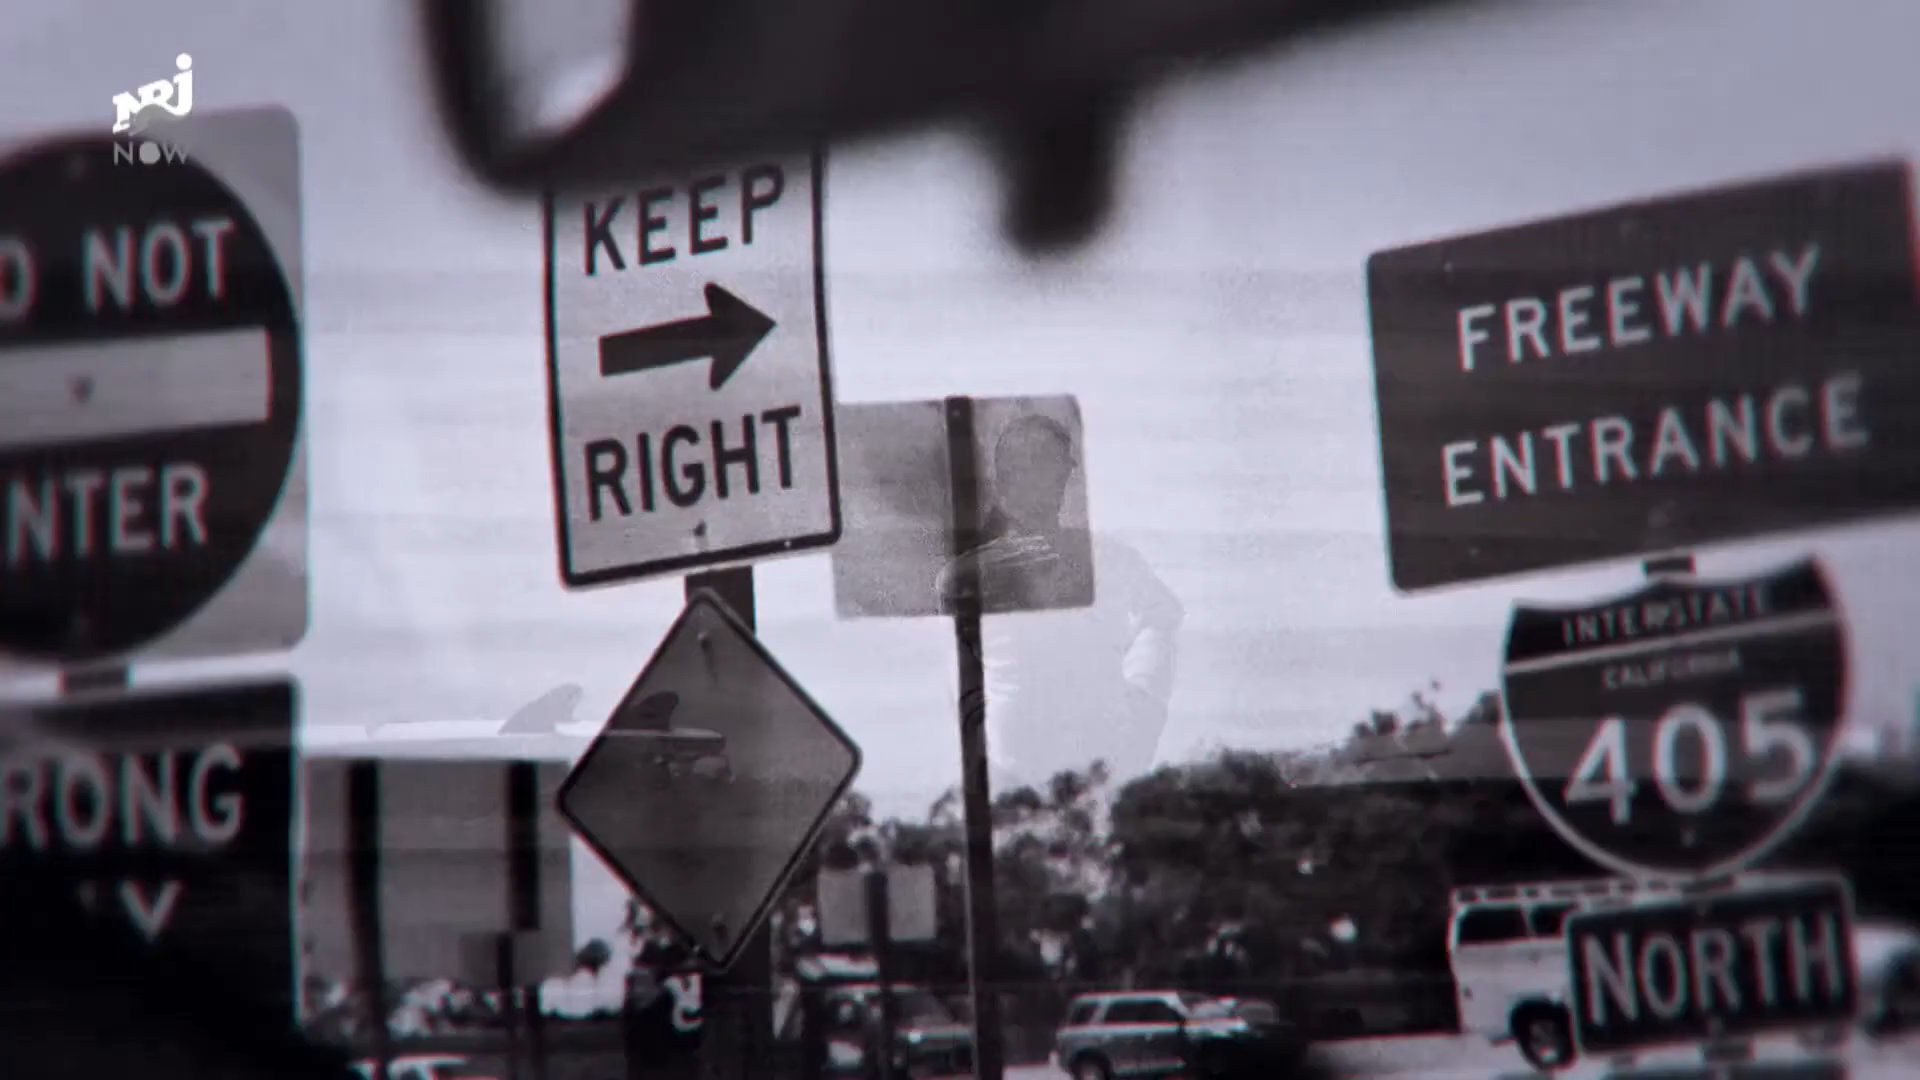 NRJ
NOW
O NOT
NTER
RONG
Y
KEEP
RIGHT
FREEWAY
ENTRANCE
INTERSTATE
CALIFORNIA
405
NORTH